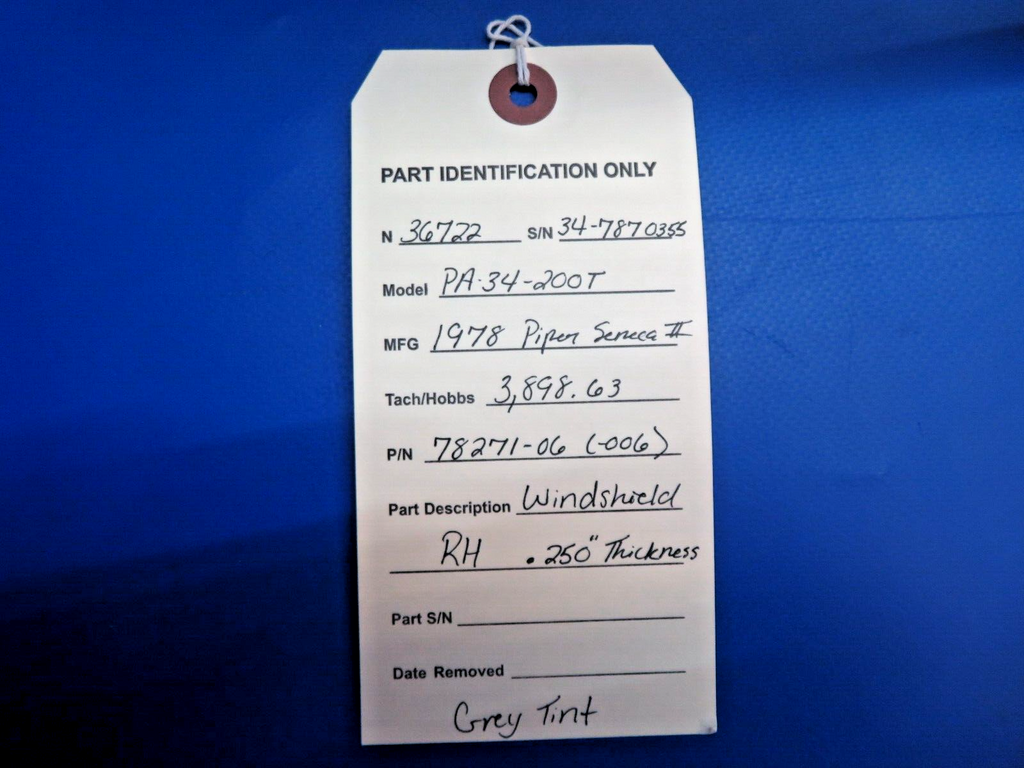 PART IDENTIFICATION ONLY
N 36722 S/N 34-7870355
Model PA-34-200T
MFG 1978 Piper Seneca II
Tach/Hobbs 3,898.63
P/N 78271-06 (-006)
Part Description Windshield
RH .250" Thickness
Part S/N
Date Removed
Grey Tint